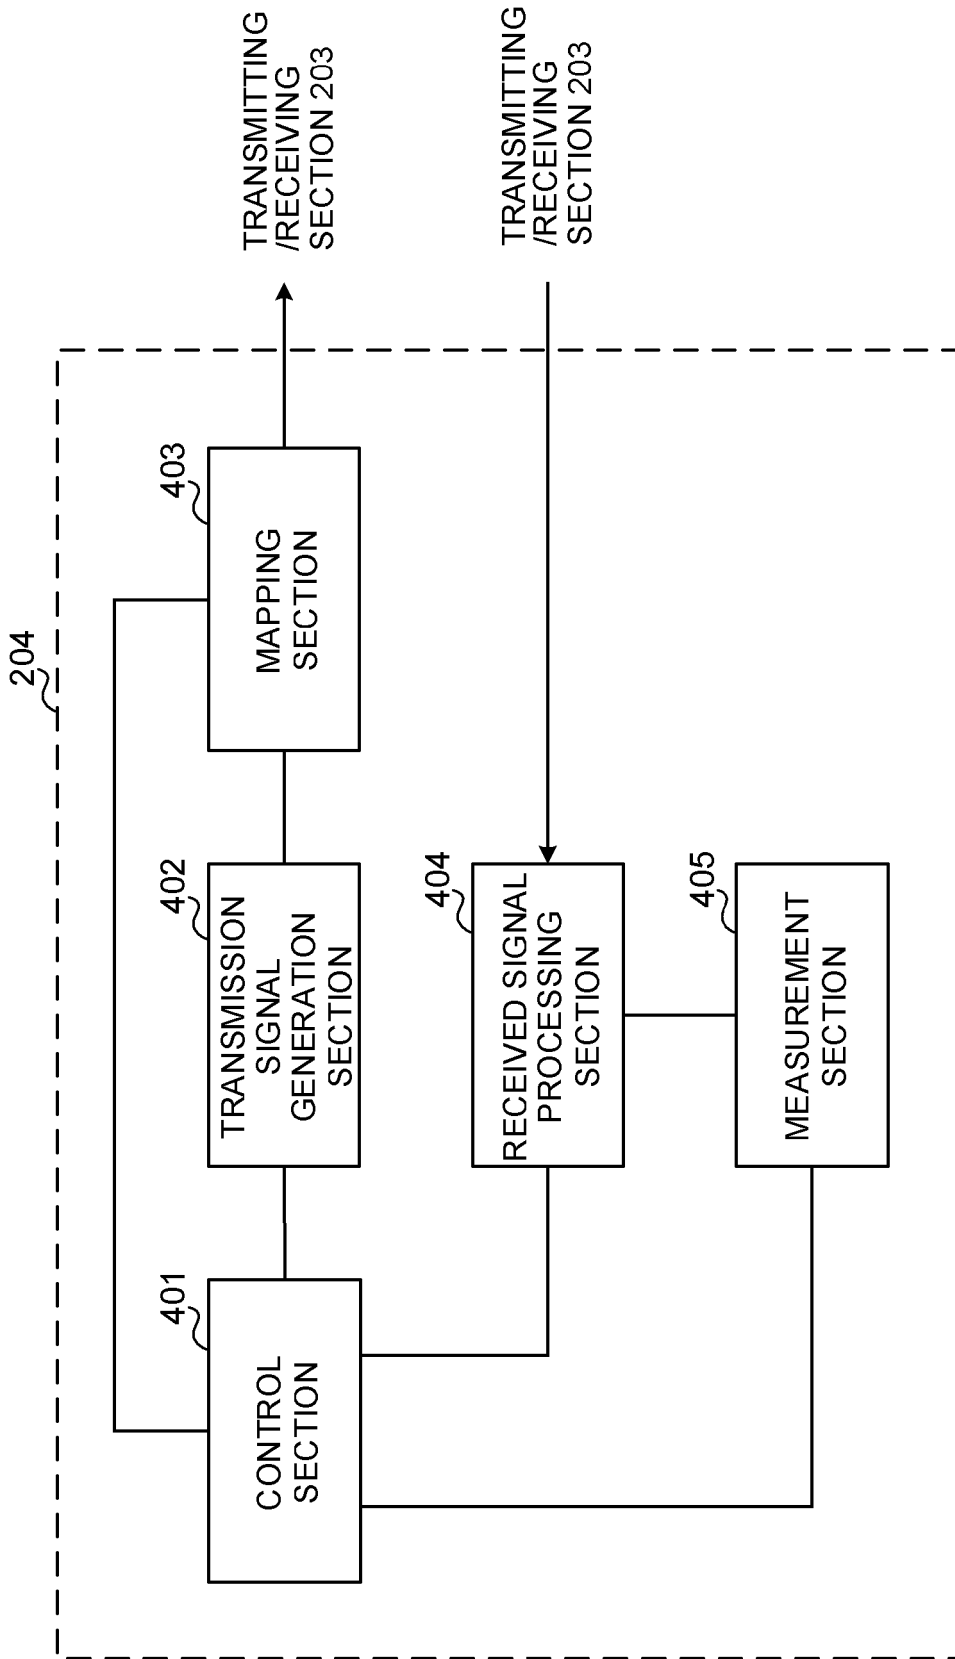 204
401
CONTROL
SECTION
402
TRANSMISSION
SIGNAL
GENERATION
SECTION
403
MAPPING
SECTION
TRANSMITTING
/RECEIVING
SECTION 203
404
RECEIVED SIGNAL
PROCESSING
SECTION
TRANSMITTING
/RECEIVING
SECTION 203
405
MEASUREMENT
SECTION